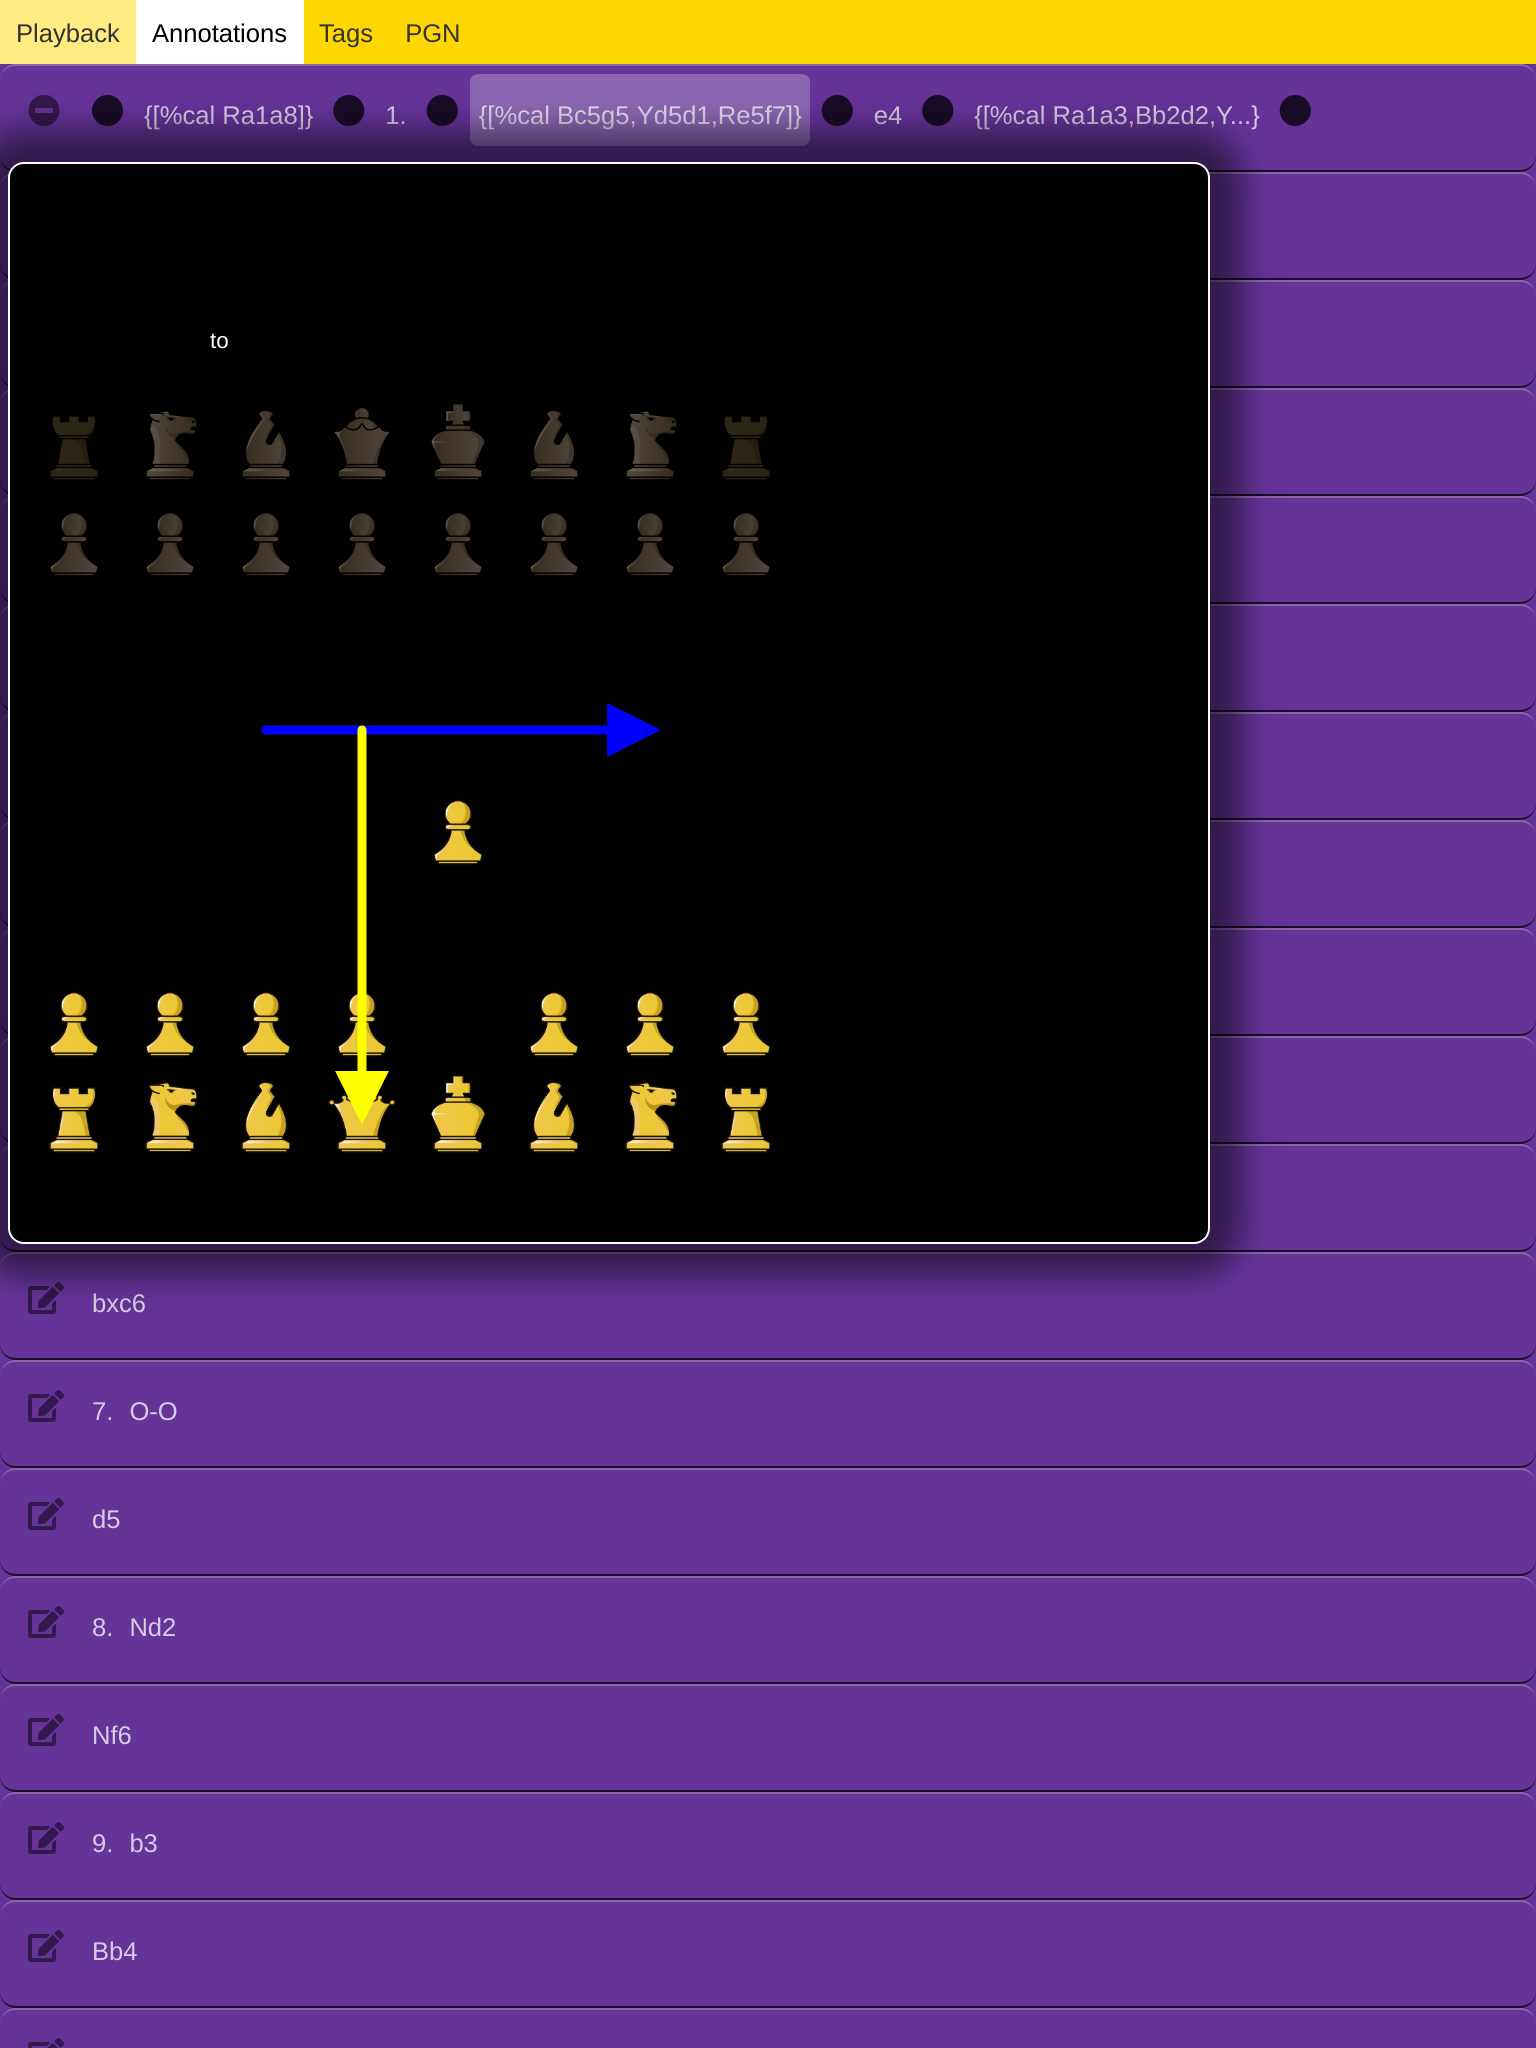 Playback Annotations Tags PGN
{[%cal Ra1a8]} 1. {[%cal Bc5g5,Yd5d1,Re5f7]} e4 {[%cal Ra1a3,Bb2d2,Y...}
to
bxc6
7. O-O
d5
8. Nd2
Nf6
9. b3
Bb4